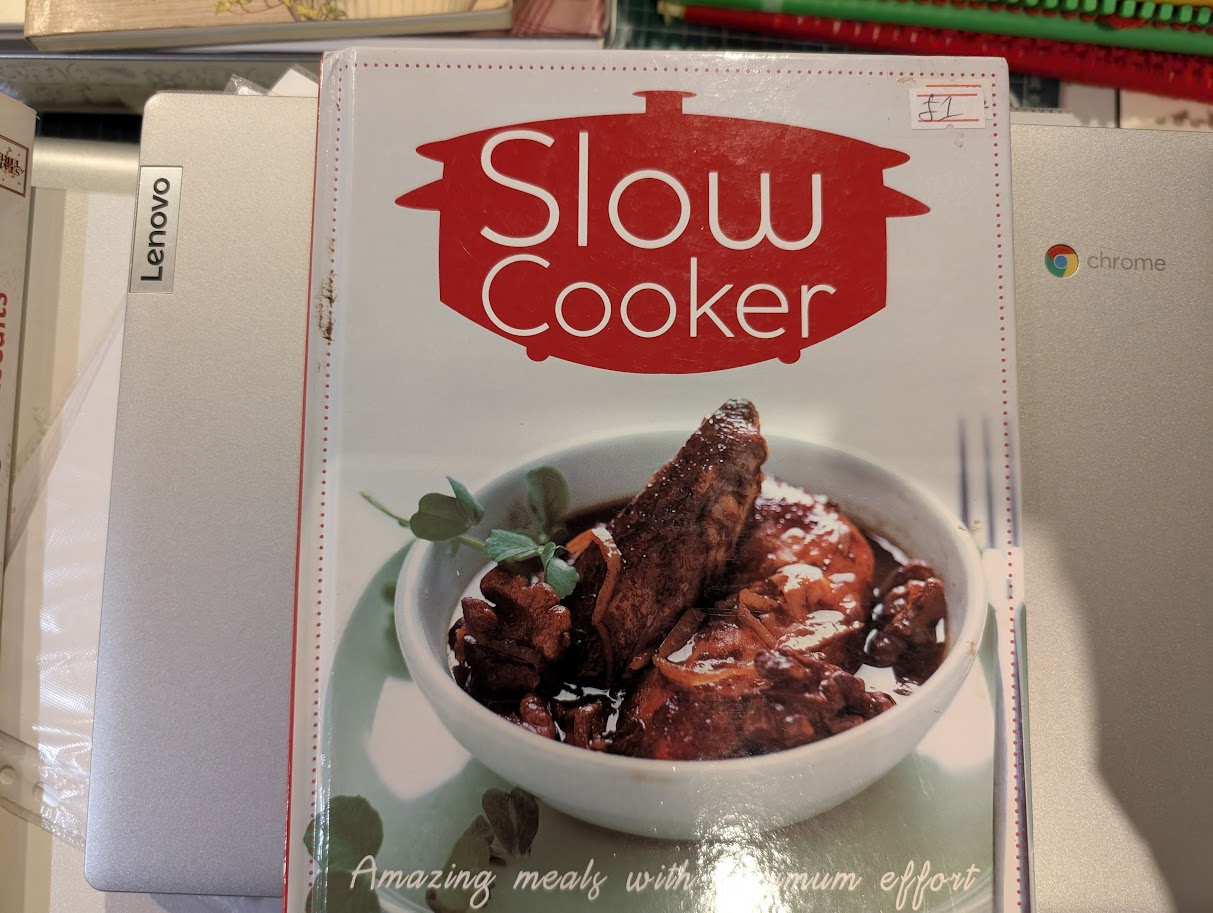 £1
Slow
Cooker
Lenovo
chrome
Amazing meals with effort